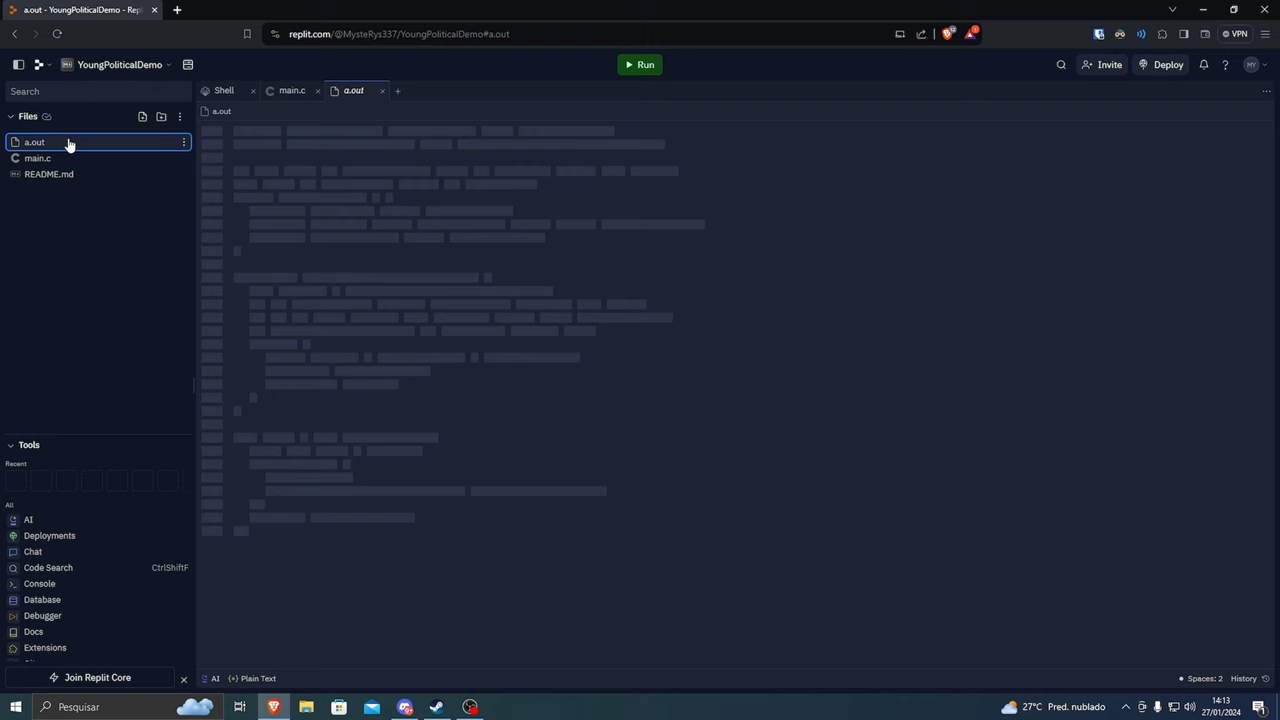 a.out - YoungPoliticalDemo - Repl
replit.com/@MysteRys337/YoungPoliticalDemo#a.out
VPN
YoungPoliticalDemo
Run
Invite
Deploy
MY
Search
Shell
main.c
a.out
Files
a.out
a.out
main.c
README.md
Tools
Recent
All
AI
Deployments
Chat
Code Search
CtrlShiftF
Console
Database
Debugger
Docs
Extensions
Join Replit Core
AI
Plain Text
Spaces: 2
History
Pesquisar
27°C Pred. nublado
14:13
27/01/2024